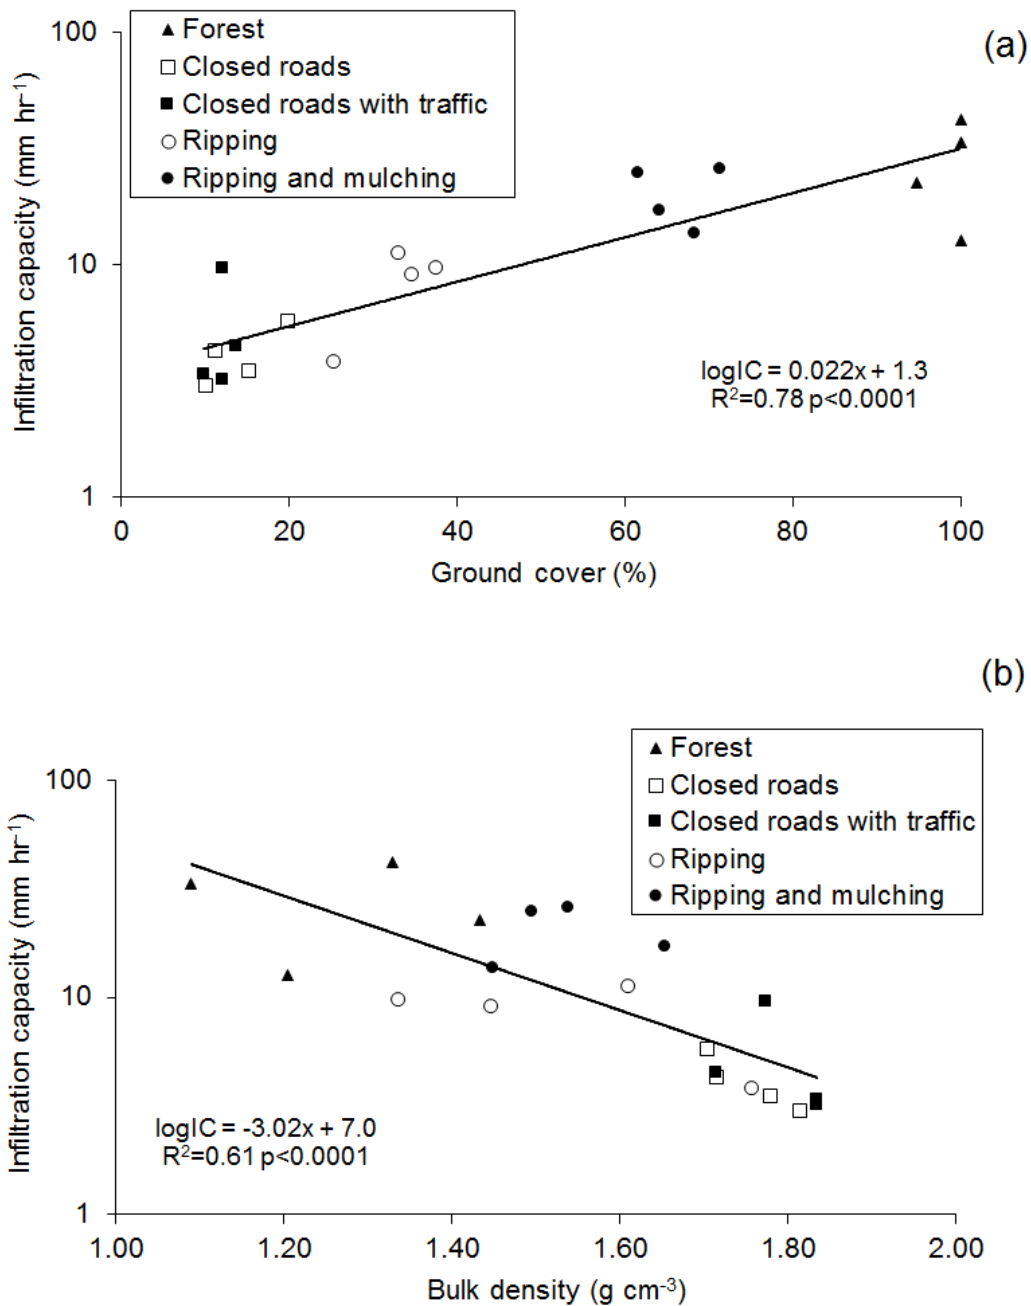 (a)
100
10
1
Infiltration capacity (mm hr⁻¹)
Forest
Closed roads
Closed roads with traffic
Ripping
Ripping and mulching
logIC = 0.022x + 1.3
R²=0.78 p<0.0001
0 20 40 60 80 100
Ground cover (%)
(b)
100
10
1
Infiltration capacity (mm hr⁻¹)
Forest
Closed roads
Closed roads with traffic
Ripping
Ripping and mulching
logIC = -3.02x + 7.0
R²=0.61 p<0.0001
1.00 1.20 1.40 1.60 1.80 2.00
Bulk density (g cm⁻³)